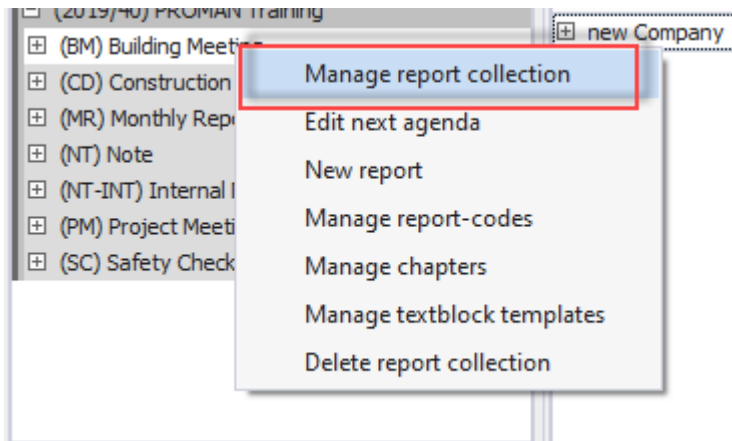 (2019/40) PROMAN Training
(BM) Building Meeting
(CD) Construction
(MR) Monthly Repo
(NT) Note
(NT-INT) Internal
(PM) Project Meeti
(SC) Safety Check
Manage report collection
Edit next agenda
New report
Manage report-codes
Manage chapters
Manage textblock templates
Delete report collection
new Company